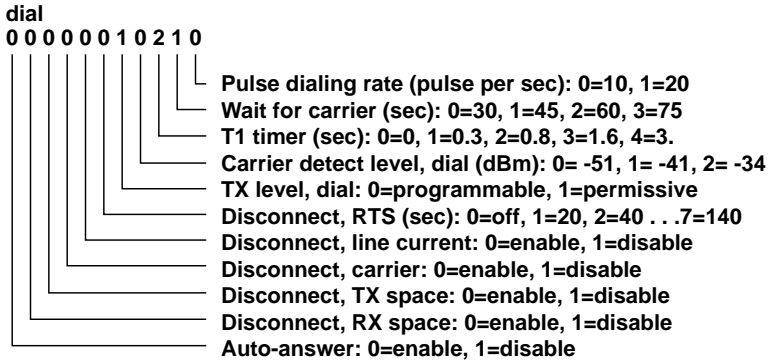 dial
0 0 0 0 0 0 1 0 2 1 0
Pulse dialing rate (pulse per sec): 0=10, 1=20
Wait for carrier (sec): 0=30, 1=45, 2=60, 3=75
T1 timer (sec): 0=0, 1=0.3, 2=0.8, 3=1.6, 4=3.
Carrier detect level, dial (dBm): 0= -51, 1= -41, 2= -34
TX level, dial: 0=programmable, 1=permissive
Disconnect, RTS (sec): 0=off, 1=20, 2=40 . . .7=140
Disconnect, line current: 0=enable, 1=disable
Disconnect, carrier: 0=enable, 1=disable
Disconnect, TX space: 0=enable, 1=disable
Disconnect, RX space: 0=enable, 1=disable
Auto-answer: 0=enable, 1=disable